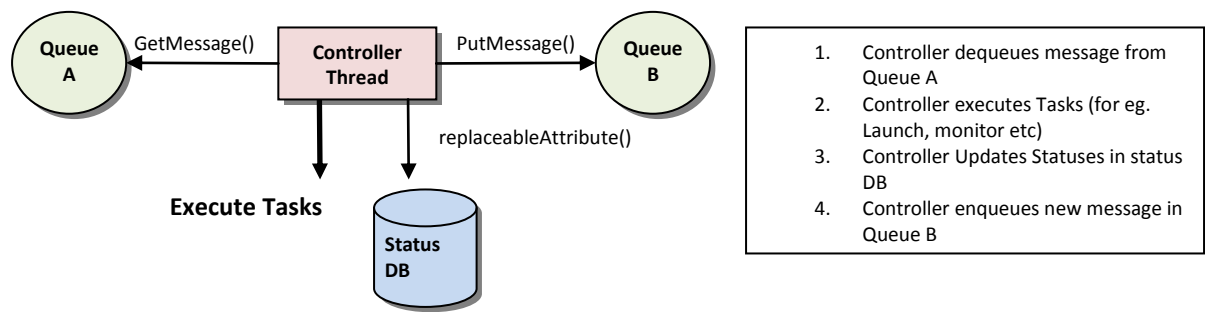 Queue
A
GetMessage()
Controller
Thread
PutMessage()
Queue
B
replaceableAttribute()
Execute Tasks
Status
DB
1. Controller dequeues message from
Queue A
2. Controller executes Tasks (for eg.
Launch, monitor etc)
3. Controller Updates Statuses in status
DB
4. Controller enqueues new message in
Queue B